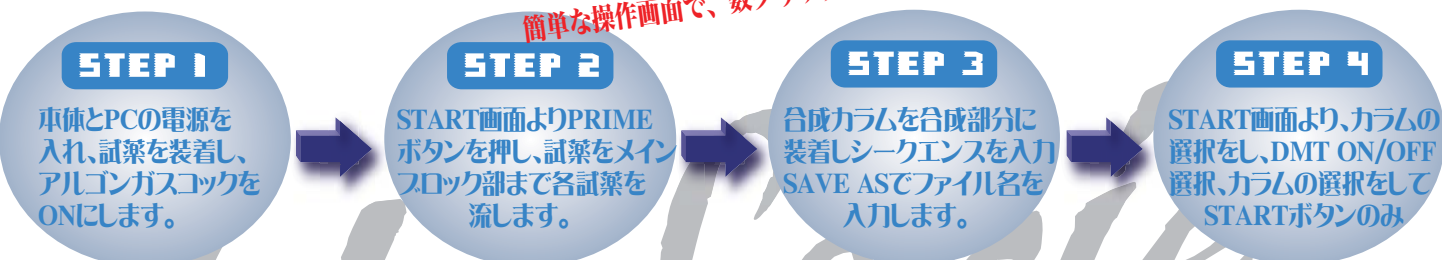 簡単な操作画面で、数
STEP 1
本体とPCの電源を
入れ、試薬を装着し、
アルゴンガスコックを
ONにします。
STEP 2
START画面よりPRIME
ボタンを押し、試薬をメイン
ブロック部まで各試薬を
流します。
STEP 3
合成カラムを合成部分に
装着しシークエンスを入力
SAVE ASでファイル名を
入力します。
STEP 4
START画面より、カラムの
選択をし、DMT ON/OFF
選択、カラムの選択をして
STARTボタンのみ